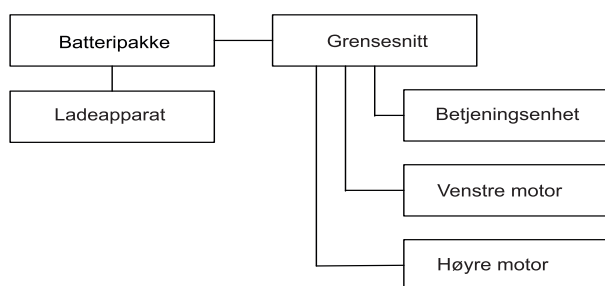 Batteripakke
Grensesnitt
Ladeapparat
Betjeningsenhet
Venstre motor
Høyre motor